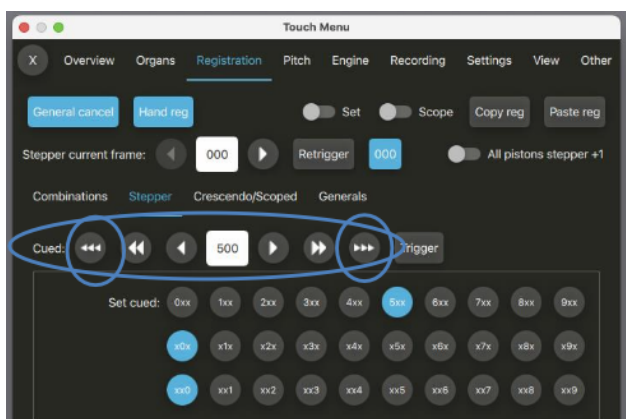 Touch Menu
X Overview Organs Registration Pitch Engine Recording Settings View Other
General cancel Hand reg Set Scope Copy reg Paste reg
Stepper current frame: 000 Retrigger 000 All pistons stepper +1
Combinations Stepper Crescendo/Scoped Generals
Cued: 500 Trigger
Set cued: 0xx 1xx 2xx 3xx 4xx 5xx 6xx 7xx 8xx 9xx
x0x x1x x2x x3x x4x x5x x6x x7x x8x x9x
xx0 xx1 xx2 xx3 xx4 xx5 xx6 xx7 xx8 xx9